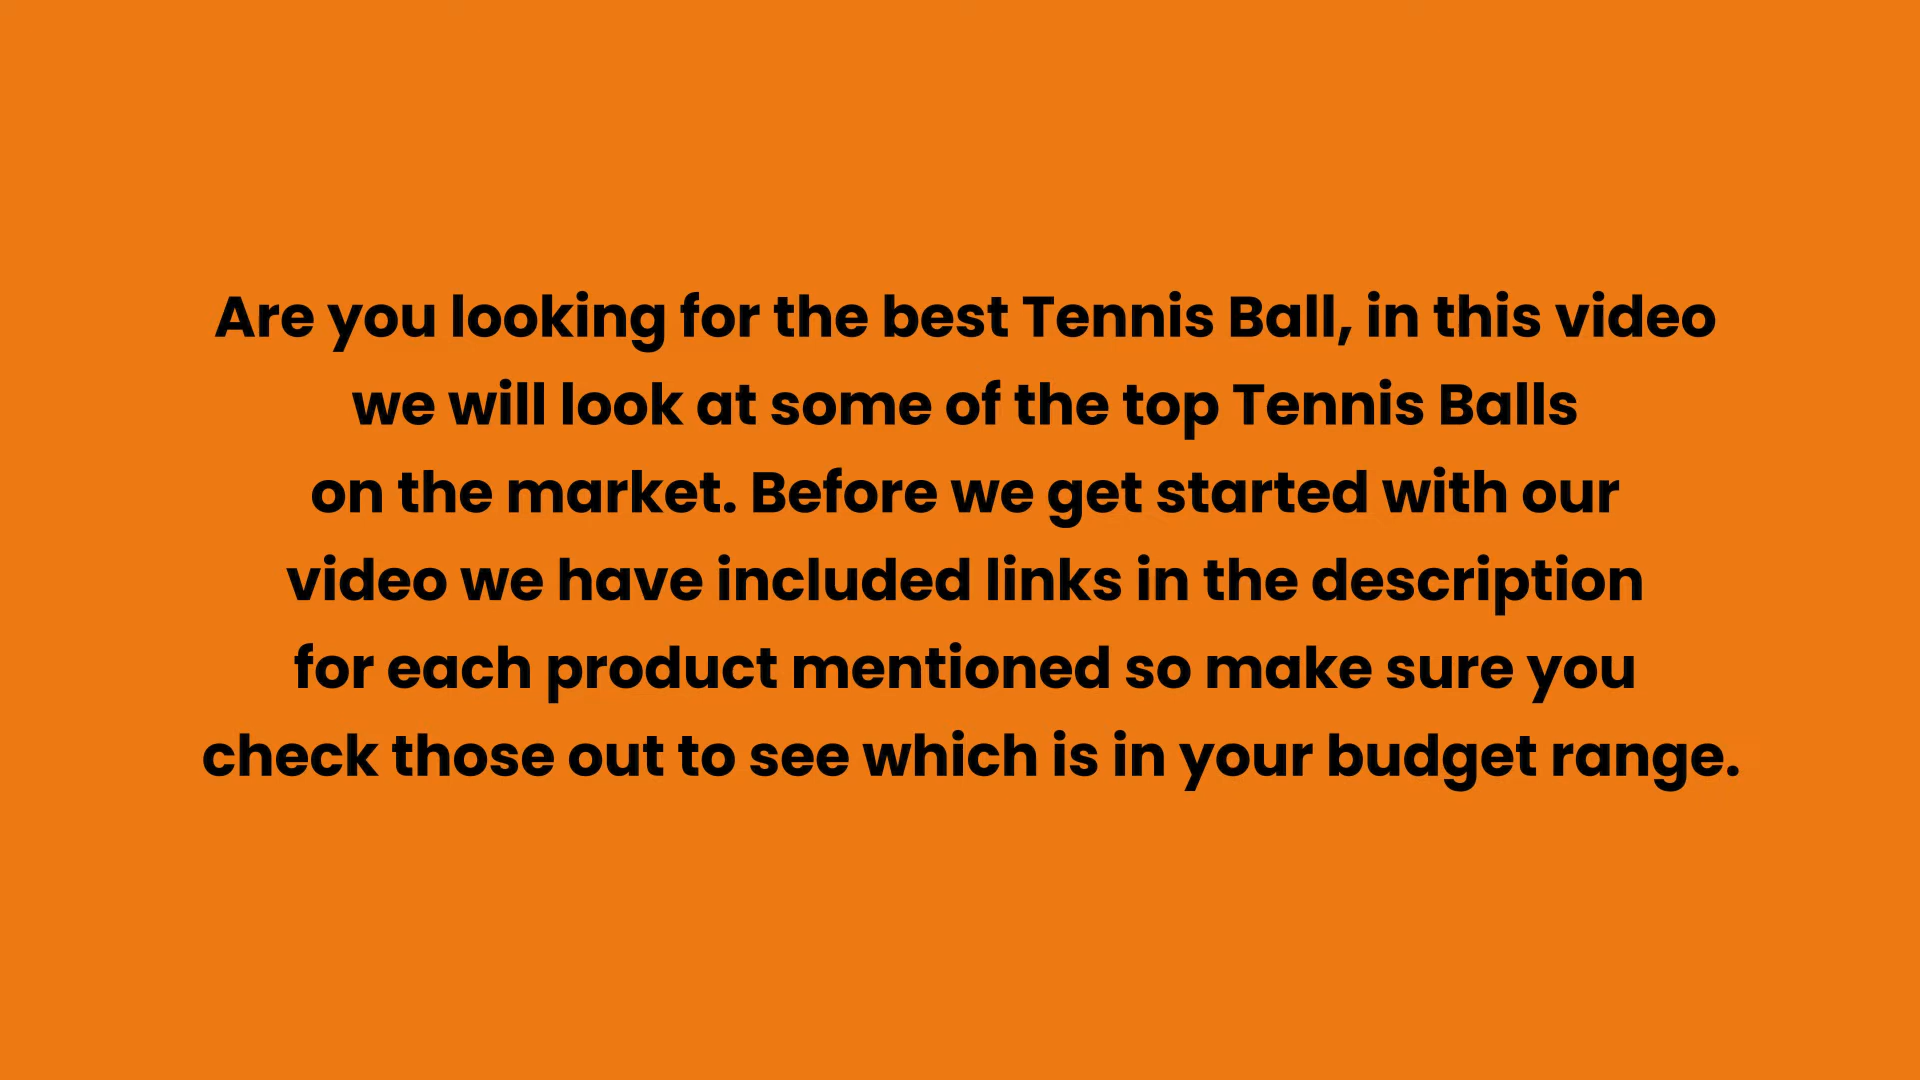 Are you looking for the best Tennis Ball, in this video
we will look at some of the top Tennis Balls
on the market. Before we get started with our
video we have included links in the description
for each product mentioned so make sure you
check those out to see which is in your budget range.